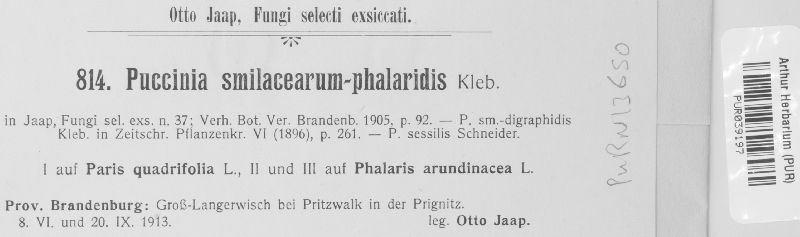 Otto Jaap, Fungi selecti exsiccati.
814. Puccinia smilacearum-phalaridis Kleb.
in Jaap, Fungi sel. exs. n. 37; Verh. Bot. Ver. Brandenb. 1905, p. 92. — P. sm.-digraphidis
Kleb. in Zeitschr. Pflanzenkr. VI (1896), p. 261. — P. sessilis Schneider.
I auf Paris quadrifolia L., II und III auf Phalaris arundinacea L.
Prov. Brandenburg: Groß-Langerwisch bei Pritzwalk in der Prignitz.
8. VI. und 20. IX. 1913. leg. Otto Jaap.
PURN13650
Arthur Herbarium (PUR)
PUR039197